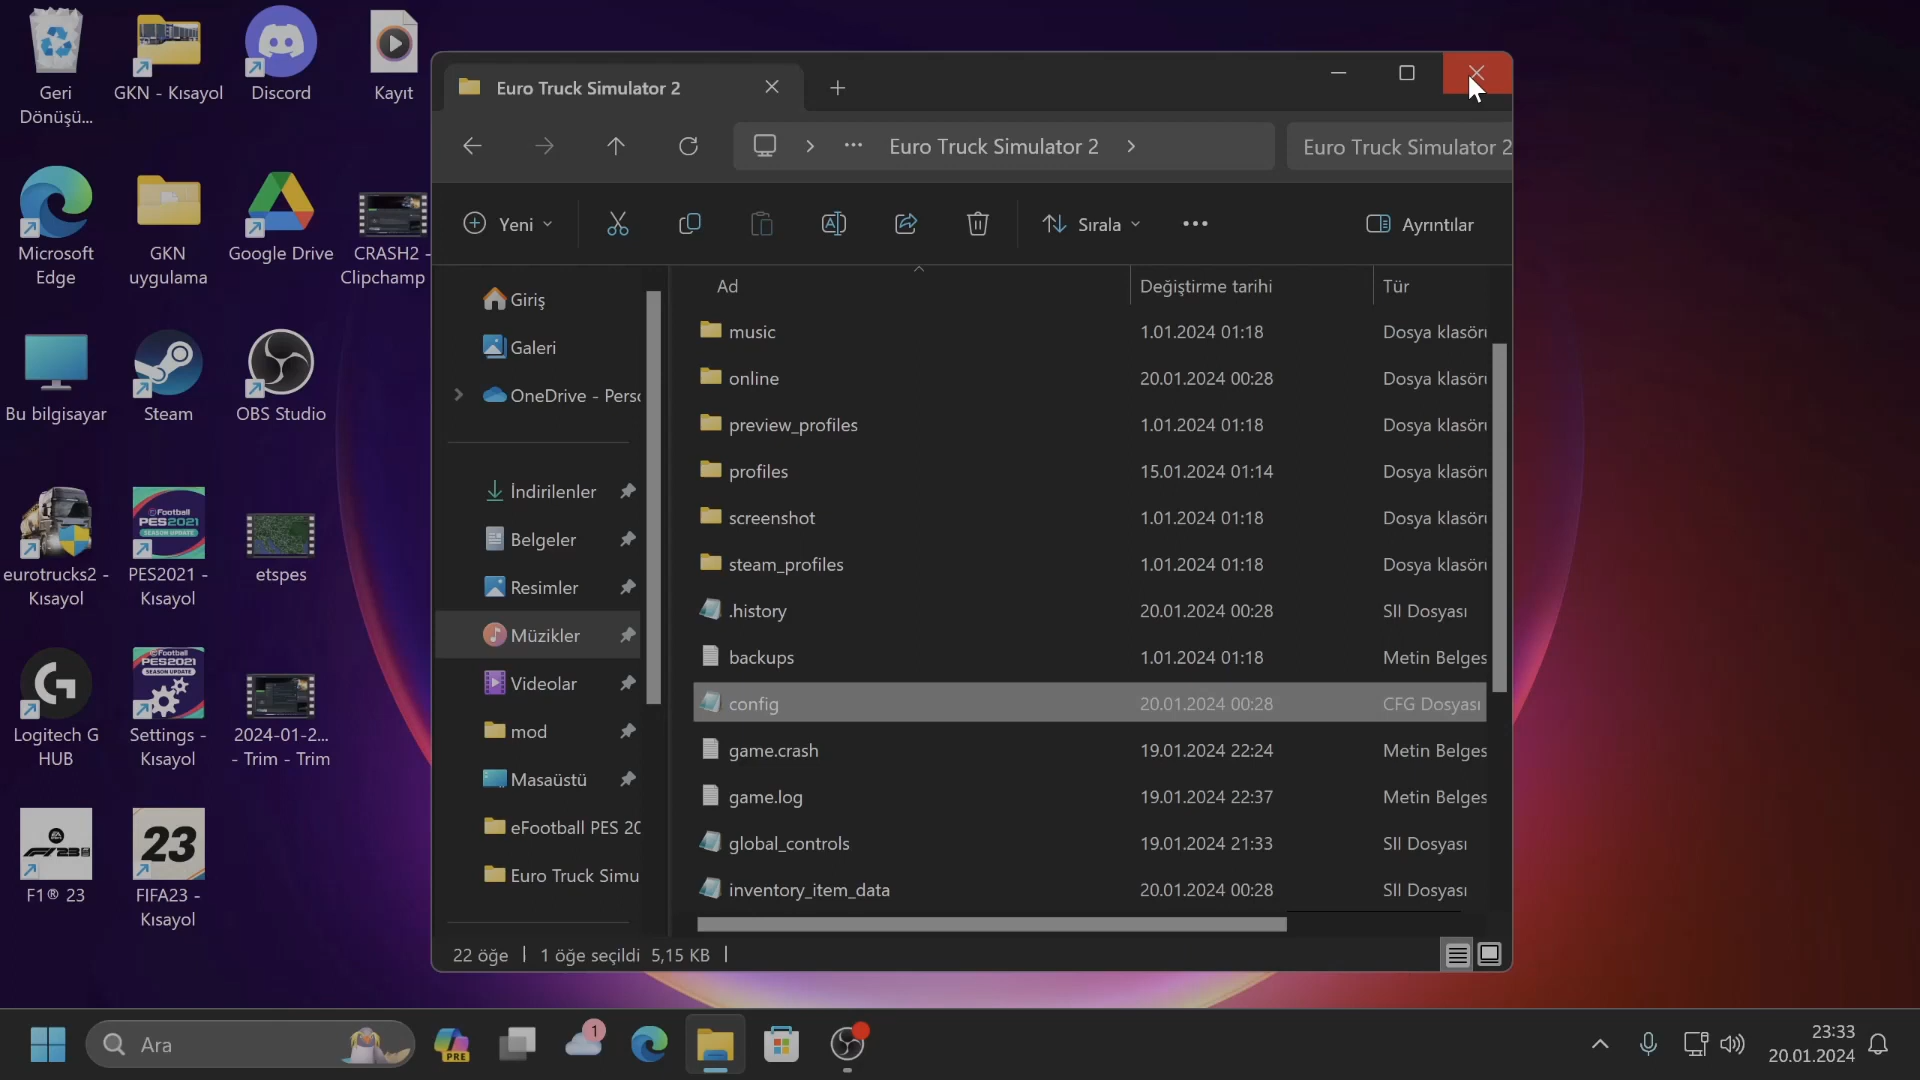 Geri
Dönüşü...
GKN - Kısayol
Discord
Kayıt
Microsoft
Edge
GKN
uygulama
Google Drive
CRASH2 -
Clipchamp
Bu bilgisayar
Steam
OBS Studio
eurotrucks2 -
Kısayol
PES2021 -
Kısayol
etspes
Logitech G
HUB
Settings -
Kısayol
2024-01-2...
- Trim - Trim
F1® 23
23
FIFA23 -
Kısayol
Euro Truck Simulator 2
Euro Truck Simulator 2
Euro Truck Simulator 2
Yeni
Sırala
Ayrıntılar
Giriş
Galeri
OneDrive - Perso
İndirilenler
Belgeler
Resimler
Müzikler
Videolar
mod
Masaüstü
eFootball PES 20
Euro Truck Simu
Ad Değiştirme tarihi Tür
music 1.01.2024 01:18 Dosya klasörü
online 20.01.2024 00:28 Dosya klasörü
preview_profiles 1.01.2024 01:18 Dosya klasörü
profiles 15.01.2024 01:14 Dosya klasörü
screenshot 1.01.2024 01:18 Dosya klasörü
steam_profiles 1.01.2024 01:18 Dosya klasörü
.history 20.01.2024 00:28 SII Dosyası
backups 1.01.2024 01:18 Metin Belges
config 20.01.2024 00:28 CFG Dosyası
game.crash 19.01.2024 22:24 Metin Belges
game.log 19.01.2024 22:37 Metin Belges
global_controls 19.01.2024 21:33 SII Dosyası
inventory_item_data 20.01.2024 00:28 SII Dosyası
22 öğe 1 öğe seçildi 5,15 KB
Ara
PRE
1
23:33
20.01.2024